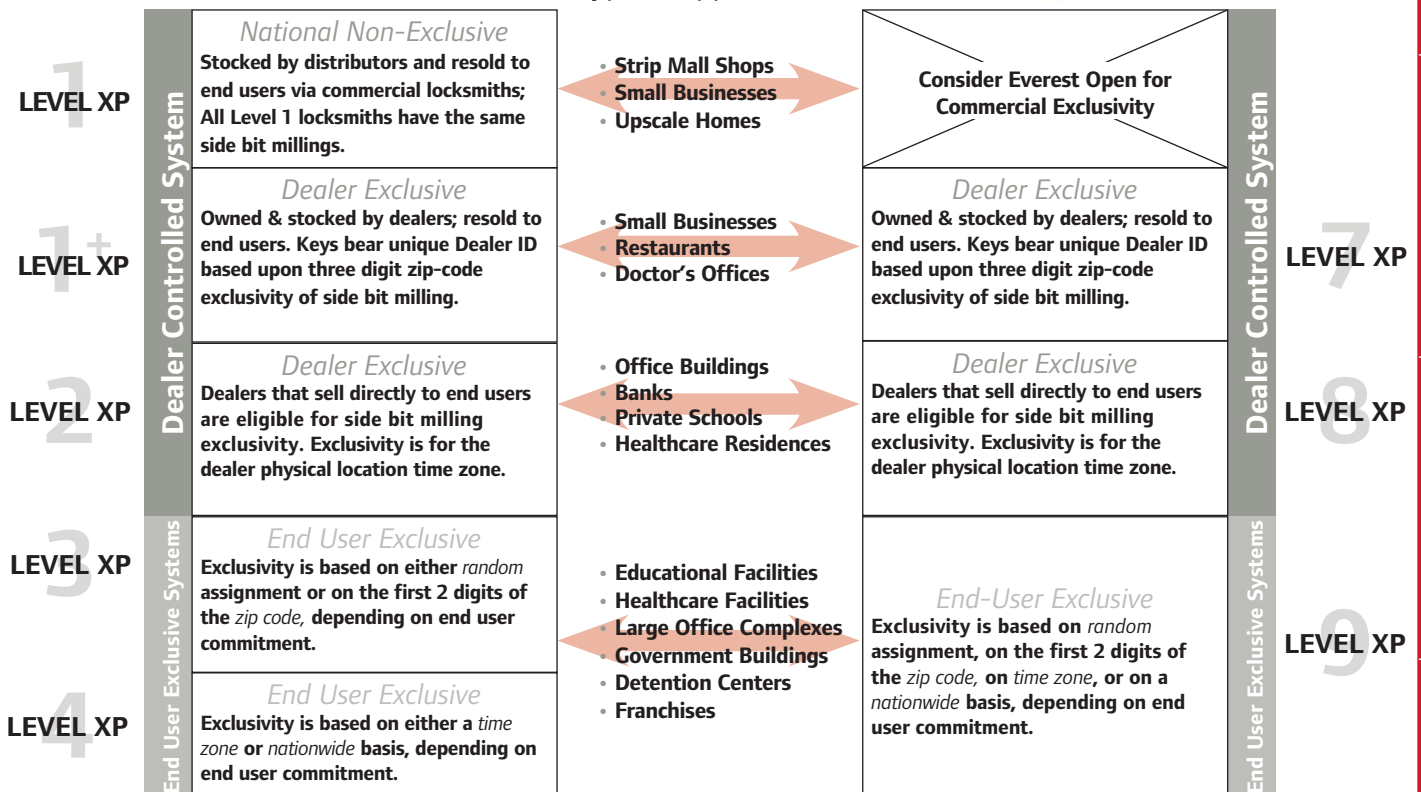 National Non-Exclusive
Stocked by distributors and resold to
end users via commercial locksmiths;
All Level 1 locksmiths have the same
side bit millings.
1
LEVEL XP
Dealer Controlled System
• Strip Mall Shops
• Small Businesses
• Upscale Homes
Consider Everest Open for
Commercial Exclusivity
Dealer Controlled System
1+
LEVEL XP
Dealer Exclusive
Owned & stocked by dealers; resold to
end users. Keys bear unique Dealer ID
based upon three digit zip-code
exclusivity of side bit milling.
• Small Businesses
• Restaurants
• Doctor's Offices
Dealer Exclusive
Owned & stocked by dealers; resold to
end users. Keys bear unique Dealer ID
based upon three digit zip-code
exclusivity of side bit milling.
7
LEVEL XP
2
LEVEL XP
Dealer Exclusive
Dealers that sell directly to end users
are eligible for side bit milling
exclusivity. Exclusivity is for the
dealer physical location time zone.
• Office Buildings
• Banks
• Private Schools
• Healthcare Residences
Dealer Exclusive
Dealers that sell directly to end users
are eligible for side bit milling
exclusivity. Exclusivity is for the
dealer physical location time zone.
8
LEVEL XP
3
LEVEL XP
End User Exclusive Systems
End User Exclusive
Exclusivity is based on either random
assignment or on the first 2 digits of
the zip code, depending on end user
commitment.
4
LEVEL XP
End User Exclusive
Exclusivity is based on either a time
zone or nationwide basis, depending on
end user commitment.
• Educational Facilities
• Healthcare Facilities
• Large Office Complexes
• Government Buildings
• Detention Centers
• Franchises
End-User Exclusive
Exclusivity is based on random
assignment, on the first 2 digits of
the zip code, on time zone, or on a
nationwide basis, depending on end
user commitment.
End User Exclusive Systems
9
LEVEL XP